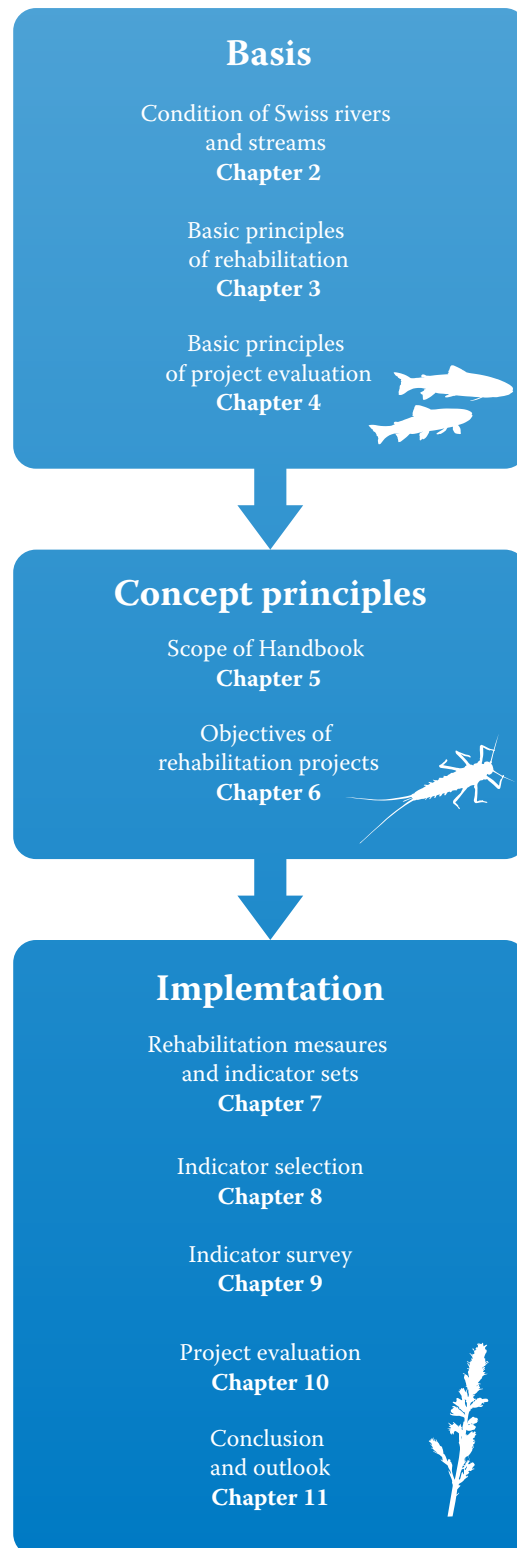 Basis
Condition of Swiss rivers
and streams
Chapter 2
Basic principles
of rehabilitation
Chapter 3
Basic principles
of project evaluation
Chapter 4
Concept principles
Scope of Handbook
Chapter 5
Objectives of
rehabilitation projects
Chapter 6
Implemtation
Rehabilitation mesaures
and indicator sets
Chapter 7
Indicator selection
Chapter 8
Indicator survey
Chapter 9
Project evaluation
Chapter 10
Conclusion
and outlook
Chapter 11